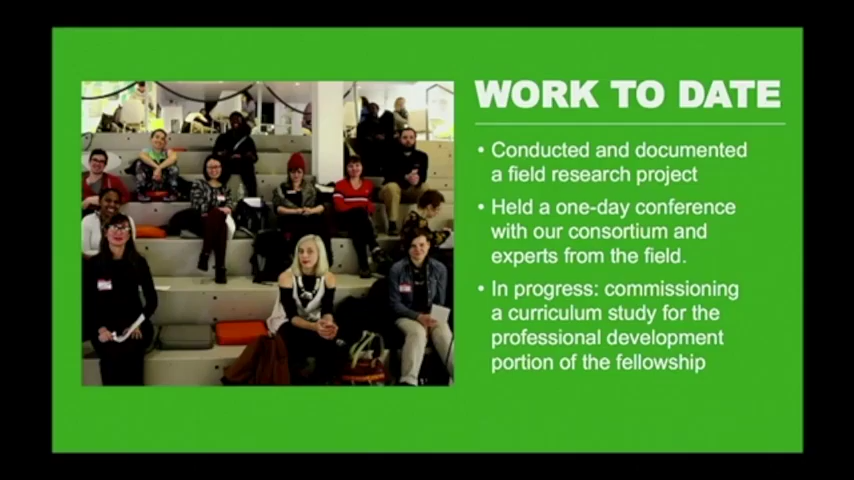 WORK TO DATE
• Conducted and documented
a field research project
• Held a one-day conference
with our consortium and
experts from the field.
• In progress: commissioning
a curriculum study for the
professional development
portion of the fellowship